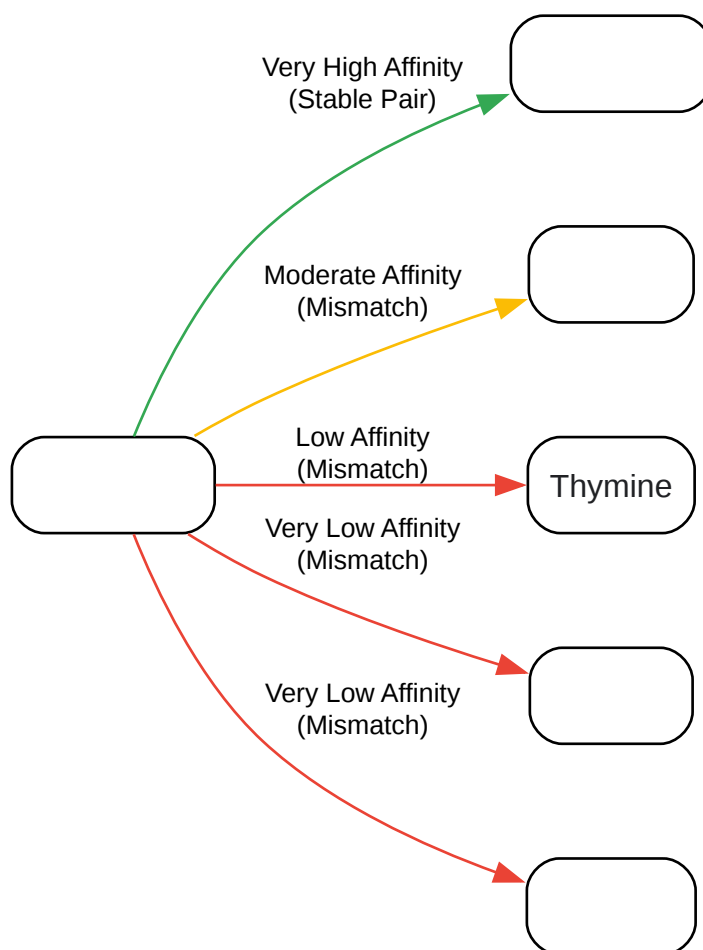 Very High Affinity
(Stable Pair)
Moderate Affinity
(Mismatch)
Low Affinity
(Mismatch)
Thymine
Very Low Affinity
(Mismatch)
Very Low Affinity
(Mismatch)